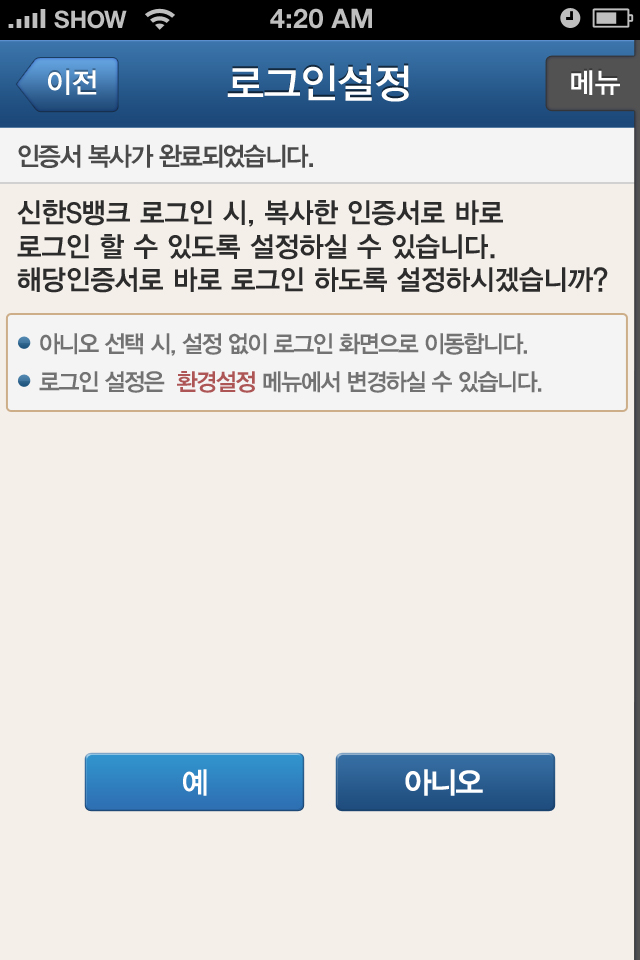 SHOW 4:20 AM
이전 로그인설정 메뉴
인증서 복사가 완료되었습니다.
신한S뱅크 로그인 시, 복사한 인증서로 바로
로그인 할 수 있도록 설정하실 수 있습니다.
해당인증서로 바로 로그인 하도록 설정하시겠습니까?
아니오 선택 시, 설정 없이 로그인 화면으로 이동합니다.
로그인 설정은 환경설정 메뉴에서 변경하실 수 있습니다.
예 아니오